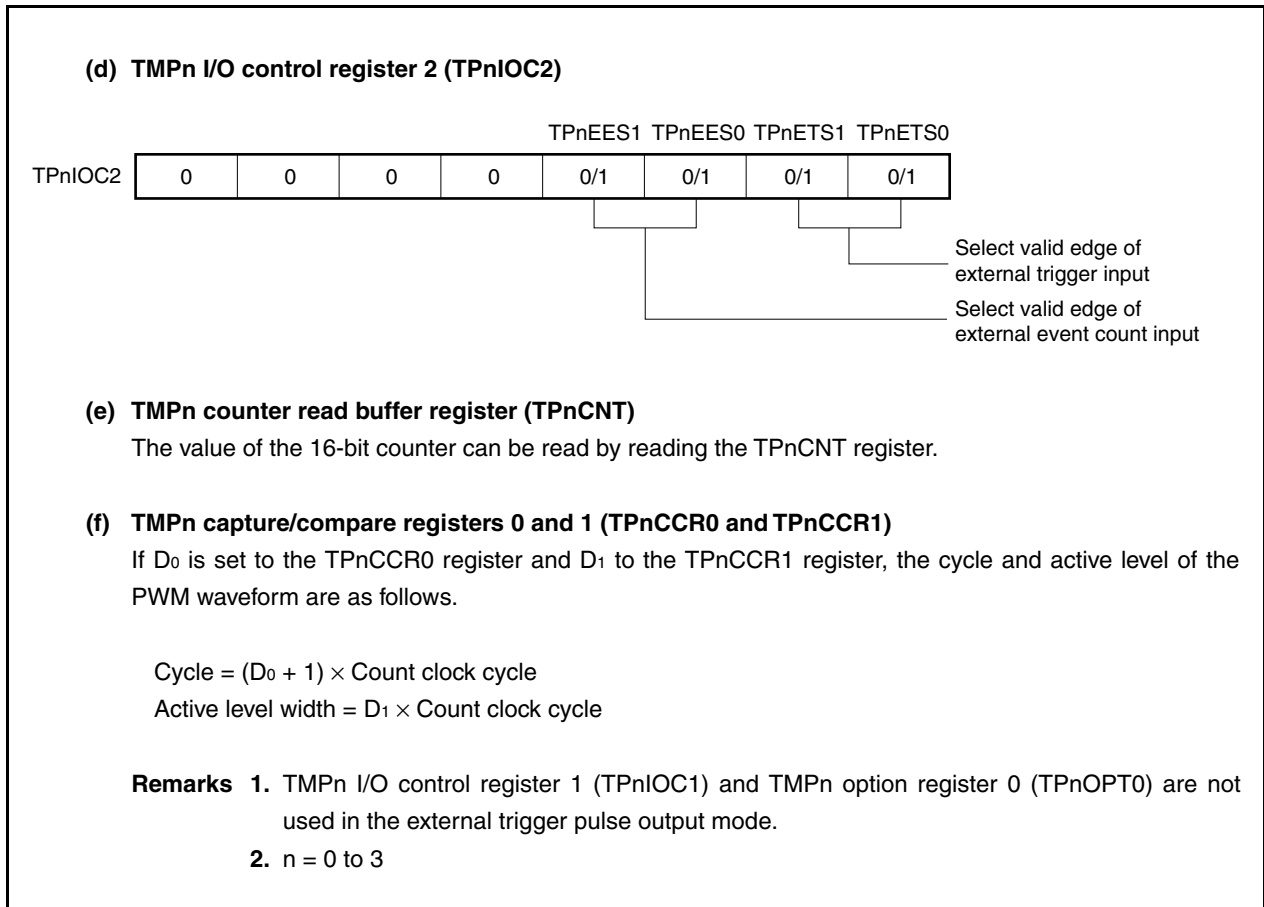 (d) TMPn I/O control register 2 (TPnIOC2)
TPnEES1 TPnEES0 TPnETS1 TPnETS0
TPnIOC2 0 0 0 0 0/1 0/1 0/1 0/1
Select valid edge of
external trigger input
Select valid edge of
external event count input
(e) TMPn counter read buffer register (TPnCNT)
The value of the 16-bit counter can be read by reading the TPnCNT register.
(f) TMPn capture/compare registers 0 and 1 (TPnCCR0 and TPnCCR1)
If D0 is set to the TPnCCR0 register and D1 to the TPnCCR1 register, the cycle and active level of the
PWM waveform are as follows.
Cycle = (D0 + 1) × Count clock cycle
Active level width = D1 × Count clock cycle
Remarks 1. TMPn I/O control register 1 (TPnIOC1) and TMPn option register 0 (TPnOPT0) are not
used in the external trigger pulse output mode.
2. n = 0 to 3